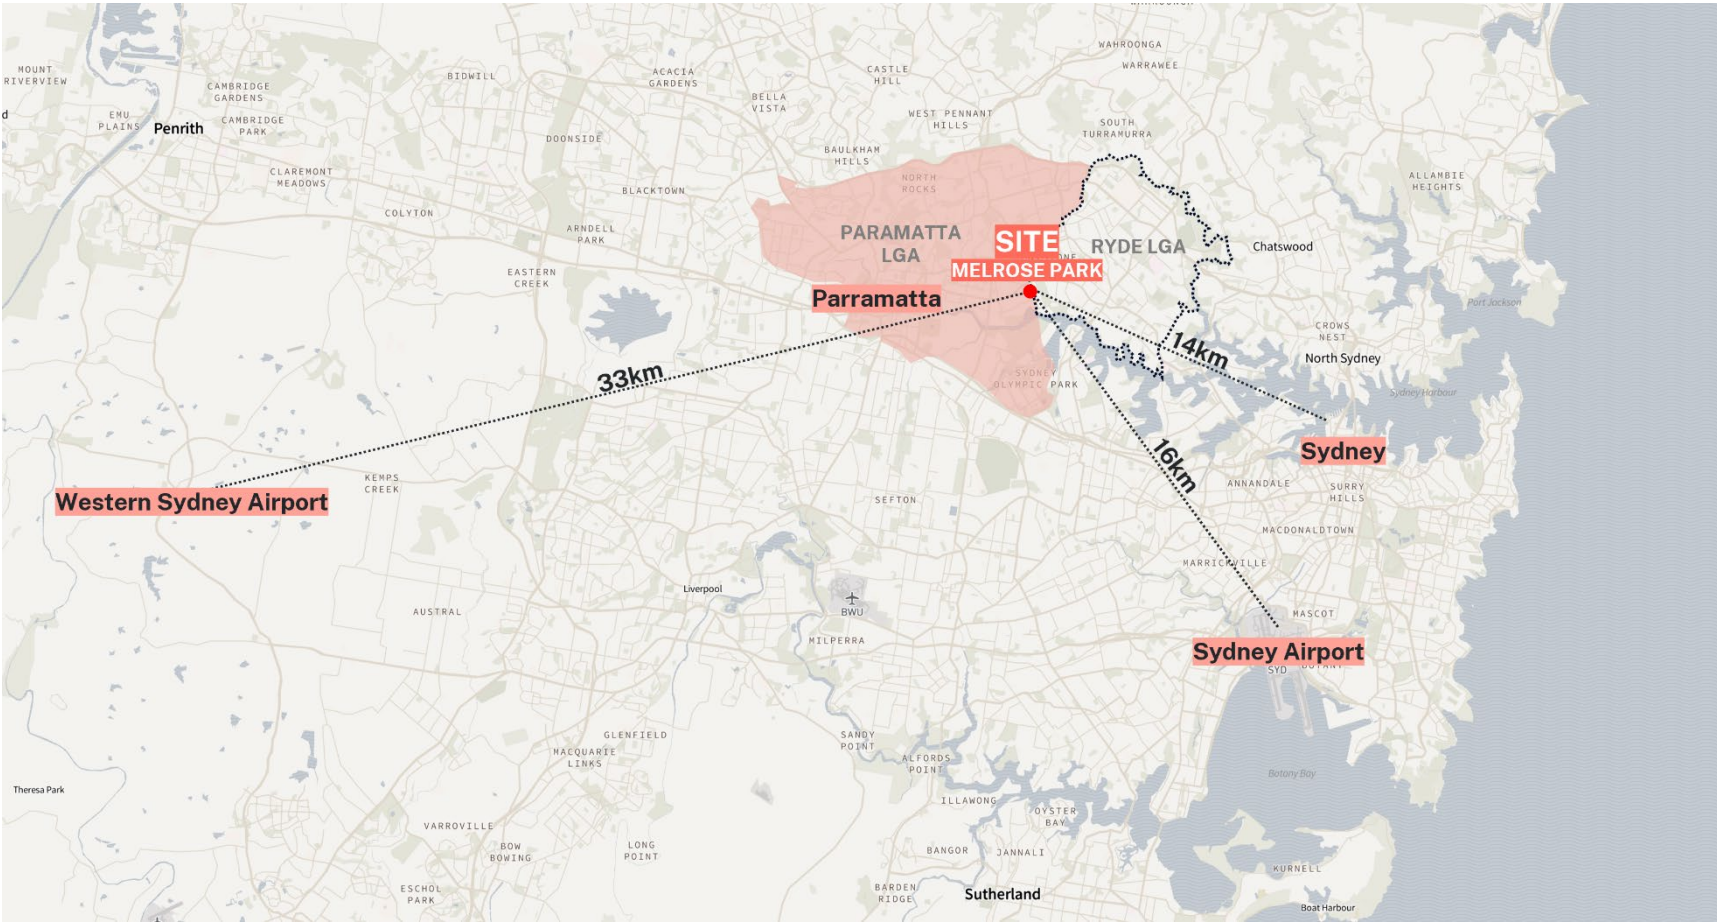 WAHROONGA
WARRAWEE
MOUNT
RIVERVIEW
BIDWILL
ACACIA
GARDENS
CASTLE
HILL
CAMBRIDGE
GARDENS
BELLA
VISTA
d
EMU
PLAINS
Penrith
CAMBRIDGE
PARK
WEST PENNANT
HILLS
SOUTH
TURRAMURRA
DOONSIDE
BAULKHAM
HILLS
CLAREMONT
MEADOWS
BLACKTOWN
NORTH
ROCKS
ALLAMBIE
HEIGHTS
COLYTON
ARNDELL
PARK
PARAMATTA
LGA
SITE
RYDE LGA
Chatswood
MELROSE PARK
EASTERN
CREEK
Parramatta
Port Jackson
CROWS
NEST
14km
North Sydney
33km
SYDNEY
OLYMPIC PARK
Sydney Harbour
Sydney
16km
KEMPS
CREEK
Western Sydney Airport
SEFTON
ANNANDALE
SURRY
HILLS
MACDONALDTOWN
MARRICKVILLE
Liverpool
BWU
AUSTRAL
MASCOT
MILPERRA
Sydney Airport
SYD
GLENFIELD
SANDY
POINT
MACQUARIE
LINKS
ALFORDS
POINT
Botany Bay
Theresa Park
ILLAWONG
OYSTER
BAY
VARROVILLE
BOW
BOWING
LONG
POINT
BANGOR
JANNALI
KURNELL
ESCHOL
PARK
BARDEN
RIDGE
Sutherland
Boat Harbour